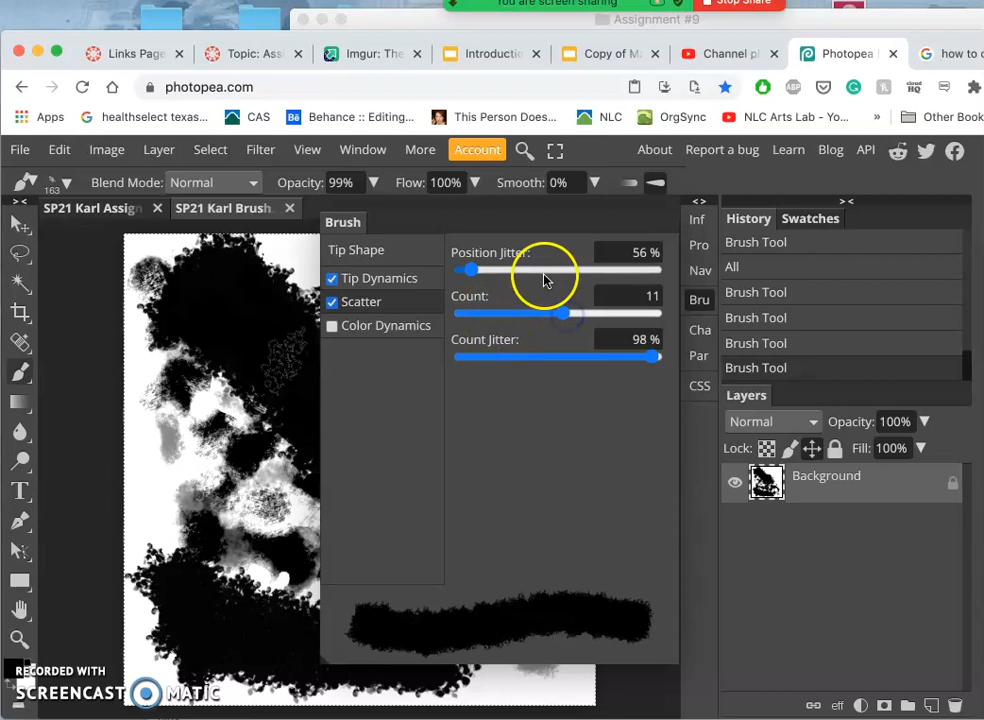 You are screen sharing
Stop Share
Assignment #9
Links Page
Topic: Assi
Imgur: The
Introductio
Copy of Ma
Channel pl
Photopea
how to c
photopea.com
Apps
healthselect texas...
CAS
Behance :: Editing...
This Person Does...
NLC
OrgSync
NLC Arts Lab - Yo...
»
Other Book
File Edit Image Layer Select Filter View Window More Account About Report a bug Learn Blog API
163 Blend Mode: Normal Opacity: 99% Flow: 100% Smooth: 0%
> < SP21 Karl Assign SP21 Karl Brush <> > <
Brush
Tip Shape
Tip Dynamics
Scatter
Color Dynamics
Position Jitter: 56 %
Count: 11
Count Jitter: 98 %
Inf
Pro
Nav
Bru
Cha
Par
CSS
History Swatches
Brush Tool
All
Brush Tool
Brush Tool
Brush Tool
Brush Tool
Layers
Normal Opacity: 100%
Lock: Fill: 100%
Background
eff
RECORDED WITH
SCREENCAST MATIC